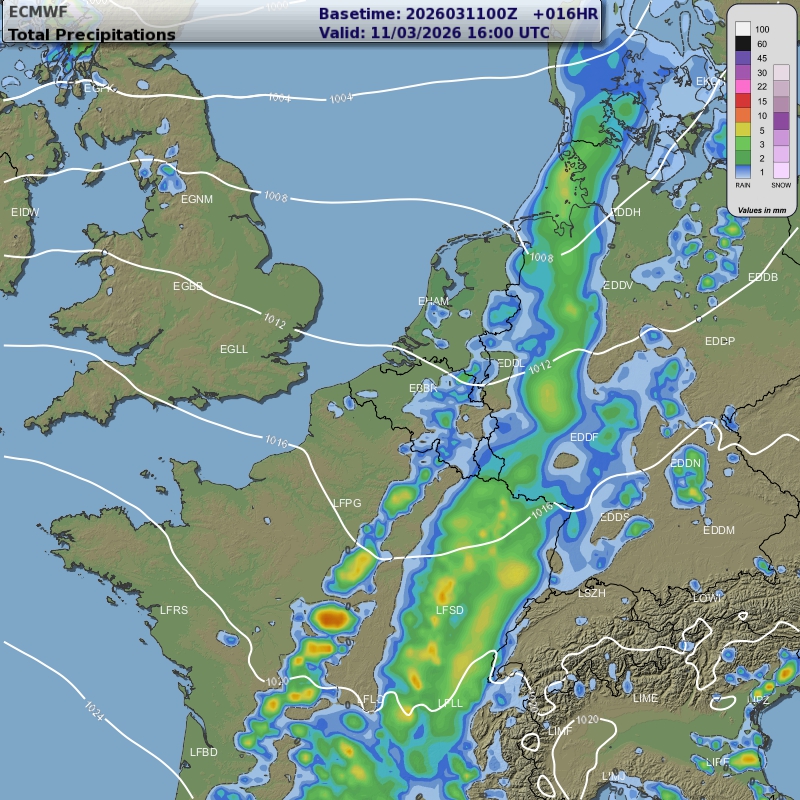 ECMWF
Basetime: 2026031100Z +016HR
Total Precipitations
Valid: 11/03/2026 16:00 UTC
100
60
45
30
22
15
10
5
3
2
1
RAIN SNOW
Values in mm
1004
1004
1008
EGNM
EIDW
EDDH
1008
EGBB
EDDV
EDDB
EHAM
1012
EDDP
EGLL
EDDL
1012
EBBR
1016
EDDF
EDDN
LFPG
1016
EDDS
EDDM
LSZH
LOWI
LFRS
LFSD
1020
LIME
LFLL
1024
1020
LIMF
LFBD